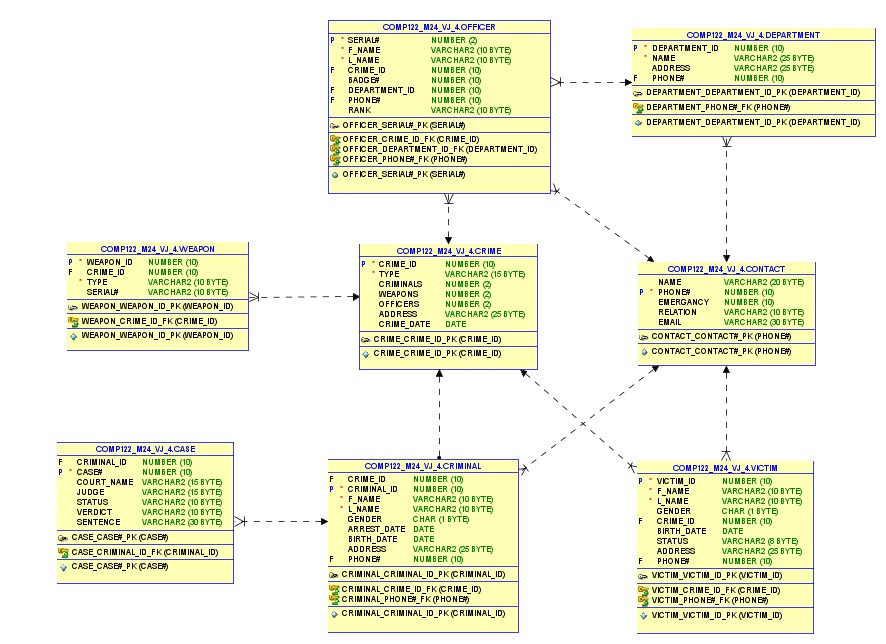 COMP122_M24_VJ_4.OFFICER
P * SERIAL# NUMBER (2)
* F_NAME VARCHAR2 (10 BYTE)
* L_NAME VARCHAR2 (10 BYTE)
F CRIME_ID NUMBER (10)
BADGE# NUMBER (10)
F DEPARTMENT_ID NUMBER (10)
F PHONE# NUMBER (10)
RANK VARCHAR2 (10 BYTE)
OFFICER_SERIAL#_PK (SERIAL#)
OFFICER_CRIME_ID_FK (CRIME_ID)
OFFICER_DEPARTMENT_ID_FK (DEPARTMENT_ID)
OFFICER_PHONE#_FK (PHONE#)
OFFICER_SERIAL#_PK (SERIAL#)
COMP122_M24_VJ_4.DEPARTMENT
P * DEPARTMENT_ID NUMBER (10)
* NAME VARCHAR2 (25 BYTE)
ADDRESS VARCHAR2 (25 BYTE)
F PHONE# NUMBER (10)
DEPARTMENT_DEPARTMENT_ID_PK (DEPARTMENT_ID)
DEPARTMENT_PHONE#_FK (PHONE#)
DEPARTMENT_DEPARTMENT_ID_PK (DEPARTMENT_ID)
COMP122_M24_VJ_4.WEAPON
P * WEAPON_ID NUMBER (10)
F CRIME_ID NUMBER (10)
* TYPE VARCHAR2 (10 BYTE)
SERIAL# VARCHAR2 (10 BYTE)
WEAPON_WEAPON_ID_PK (WEAPON_ID)
WEAPON_CRIME_ID_FK (CRIME_ID)
WEAPON_WEAPON_ID_PK (WEAPON_ID)
COMP122_M24_VJ_4.CRIME
P * CRIME_ID NUMBER (10)
* TYPE VARCHAR2 (15 BYTE)
CRIMINALS NUMBER (2)
WEAPONS NUMBER (2)
OFFICERS NUMBER (2)
ADDRESS VARCHAR2 (25 BYTE)
CRIME_DATE DATE
CRIME_CRIME_ID_PK (CRIME_ID)
CRIME_CRIME_ID_PK (CRIME_ID)
COMP122_M24_VJ_4.CONTACT
NAME VARCHAR2 (20 BYTE)
P * PHONE# NUMBER (10)
EMERGANCY NUMBER (10)
RELATION VARCHAR2 (10 BYTE)
EMAIL VARCHAR2 (30 BYTE)
CONTACT_CONTACT#_PK (PHONE#)
CONTACT_CONTACT#_PK (PHONE#)
COMP122_M24_VJ_4.CASE
F CRIMINAL_ID NUMBER (10)
P * CASE# NUMBER (10)
COURT_NAME VARCHAR2 (15 BYTE)
JUDGE VARCHAR2 (15 BYTE)
STATUS VARCHAR2 (10 BYTE)
VERDICT VARCHAR2 (10 BYTE)
SENTENCE VARCHAR2 (30 BYTE)
CASE_CASE#_PK (CASE#)
CASE_CRIMINAL_ID_FK (CRIMINAL_ID)
CASE_CASE#_PK (CASE#)
COMP122_M24_VJ_4.CRIMINAL
F CRIME_ID NUMBER (10)
P * CRIMINAL_ID NUMBER (10)
* F_NAME VARCHAR2 (10 BYTE)
* L_NAME VARCHAR2 (10 BYTE)
GENDER CHAR (1 BYTE)
ARREST_DATE DATE
BIRTH_DATE DATE
ADDRESS VARCHAR2 (25 BYTE)
F PHONE# NUMBER (10)
CRIMINAL_CRIMINAL_ID_PK (CRIMINAL_ID)
CRIMINAL_CRIME_ID_FK (CRIME_ID)
CRIMINAL_PHONE#_FK (PHONE#)
CRIMINAL_CRIMINAL_ID_PK (CRIMINAL_ID)
COMP122_M24_VJ_4.VICTIM
P * VICTIM_ID NUMBER (10)
* F_NAME VARCHAR2 (10 BYTE)
* L_NAME VARCHAR2 (10 BYTE)
GENDER CHAR (1 BYTE)
F CRIME_ID NUMBER (10)
BIRTH_DATE DATE
STATUS VARCHAR2 (8 BYTE)
ADDRESS VARCHAR2 (25 BYTE)
F PHONE# NUMBER (10)
VICTIM_VICTIM_ID_PK (VICTIM_ID)
VICTIM_CRIME_ID_FK (CRIME_ID)
VICTIM_PHONE#_FK (PHONE#)
VICTIM_VICTIM_ID_PK (VICTIM_ID)